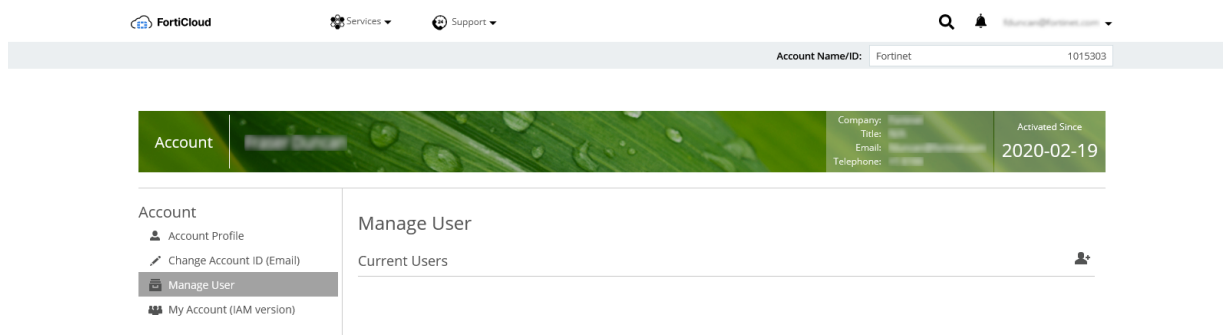 FortiCloud Services Support
Account Name/ID: Fortinet 1015303
Account
Company:
Title:
Email:
Telephone:
Activated Since
2020-02-19
Account
Account Profile
Change Account ID (Email)
Manage User
My Account (IAM version)
Manage User
Current Users